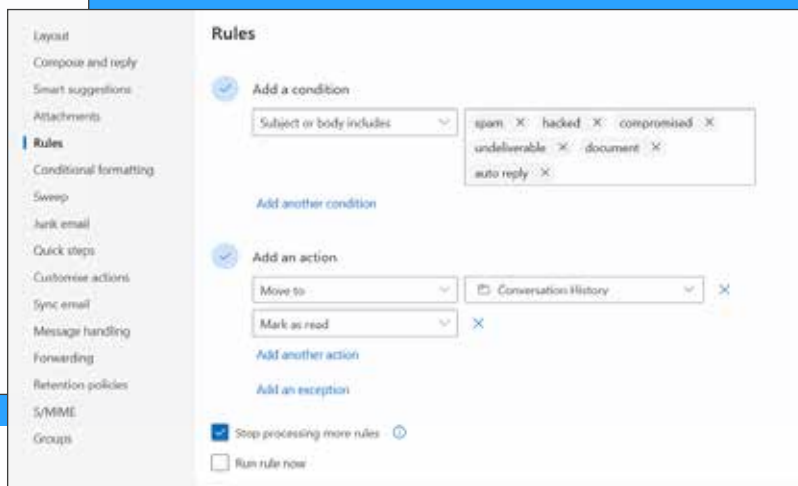 Layout
Compose and reply
Smart suggestions
Attachments
Rules
Conditional formatting
Sweep
Junk email
Quick steps
Customise actions
Sync email
Message handling
Forwarding
Retention policies
S/MIME
Groups
Rules
Add a condition
Subject or body includes
spam × hacked × compromised ×
undeliverable × document ×
auto reply ×
Add another condition
Add an action
Move to
Conversation History
Mark as read
Add another action
Add an exception
Stop processing more rules
Run rule now